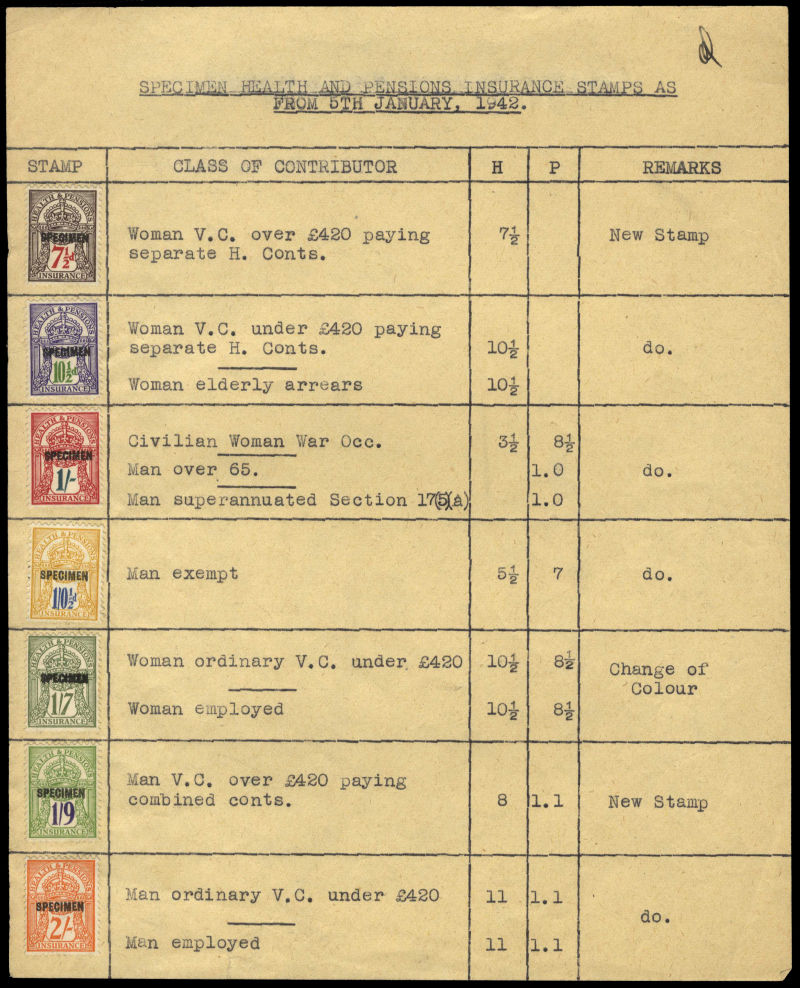 SPECIMEN HEALTH AND PENSIONS INSURANCE STAMPS AS
FROM 5TH JANUARY, 1942.
STAMP CLASS OF CONTRIBUTOR H P REMARKS
HEALTH & PENSIONS
SPECIMEN
7½d
INSURANCE
Woman V.C. over £420 paying 7½ New Stamp
separate H. Conts.
HEALTH & PENSIONS
SPECIMEN
10½d
INSURANCE
Woman V.C. under £420 paying
separate H. Conts. 10½ do.
Woman elderly arrears 10½
HEALTH & PENSIONS
SPECIMEN
1/-
INSURANCE
Civilian Woman War Occ. 3½ 8½
Man over 65. 1.0 do.
Man superannuated Section 17(5)(a) 1.0
HEALTH & PENSIONS
SPECIMEN
1/0½d
INSURANCE
Man exempt 5½ 7 do.
HEALTH & PENSIONS
SPECIMEN
1/7
INSURANCE
Woman ordinary V.C. under £420 10½ 8½ Change of
Colour
Woman employed 10½ 8½
HEALTH & PENSIONS
SPECIMEN
1/9
INSURANCE
Man V.C. over £420 paying
combined conts. 8 1.1 New Stamp
HEALTH & PENSIONS
SPECIMEN
2/-
INSURANCE
Man ordinary V.C. under £420 11 1.1
do.
Man employed 11 1.1